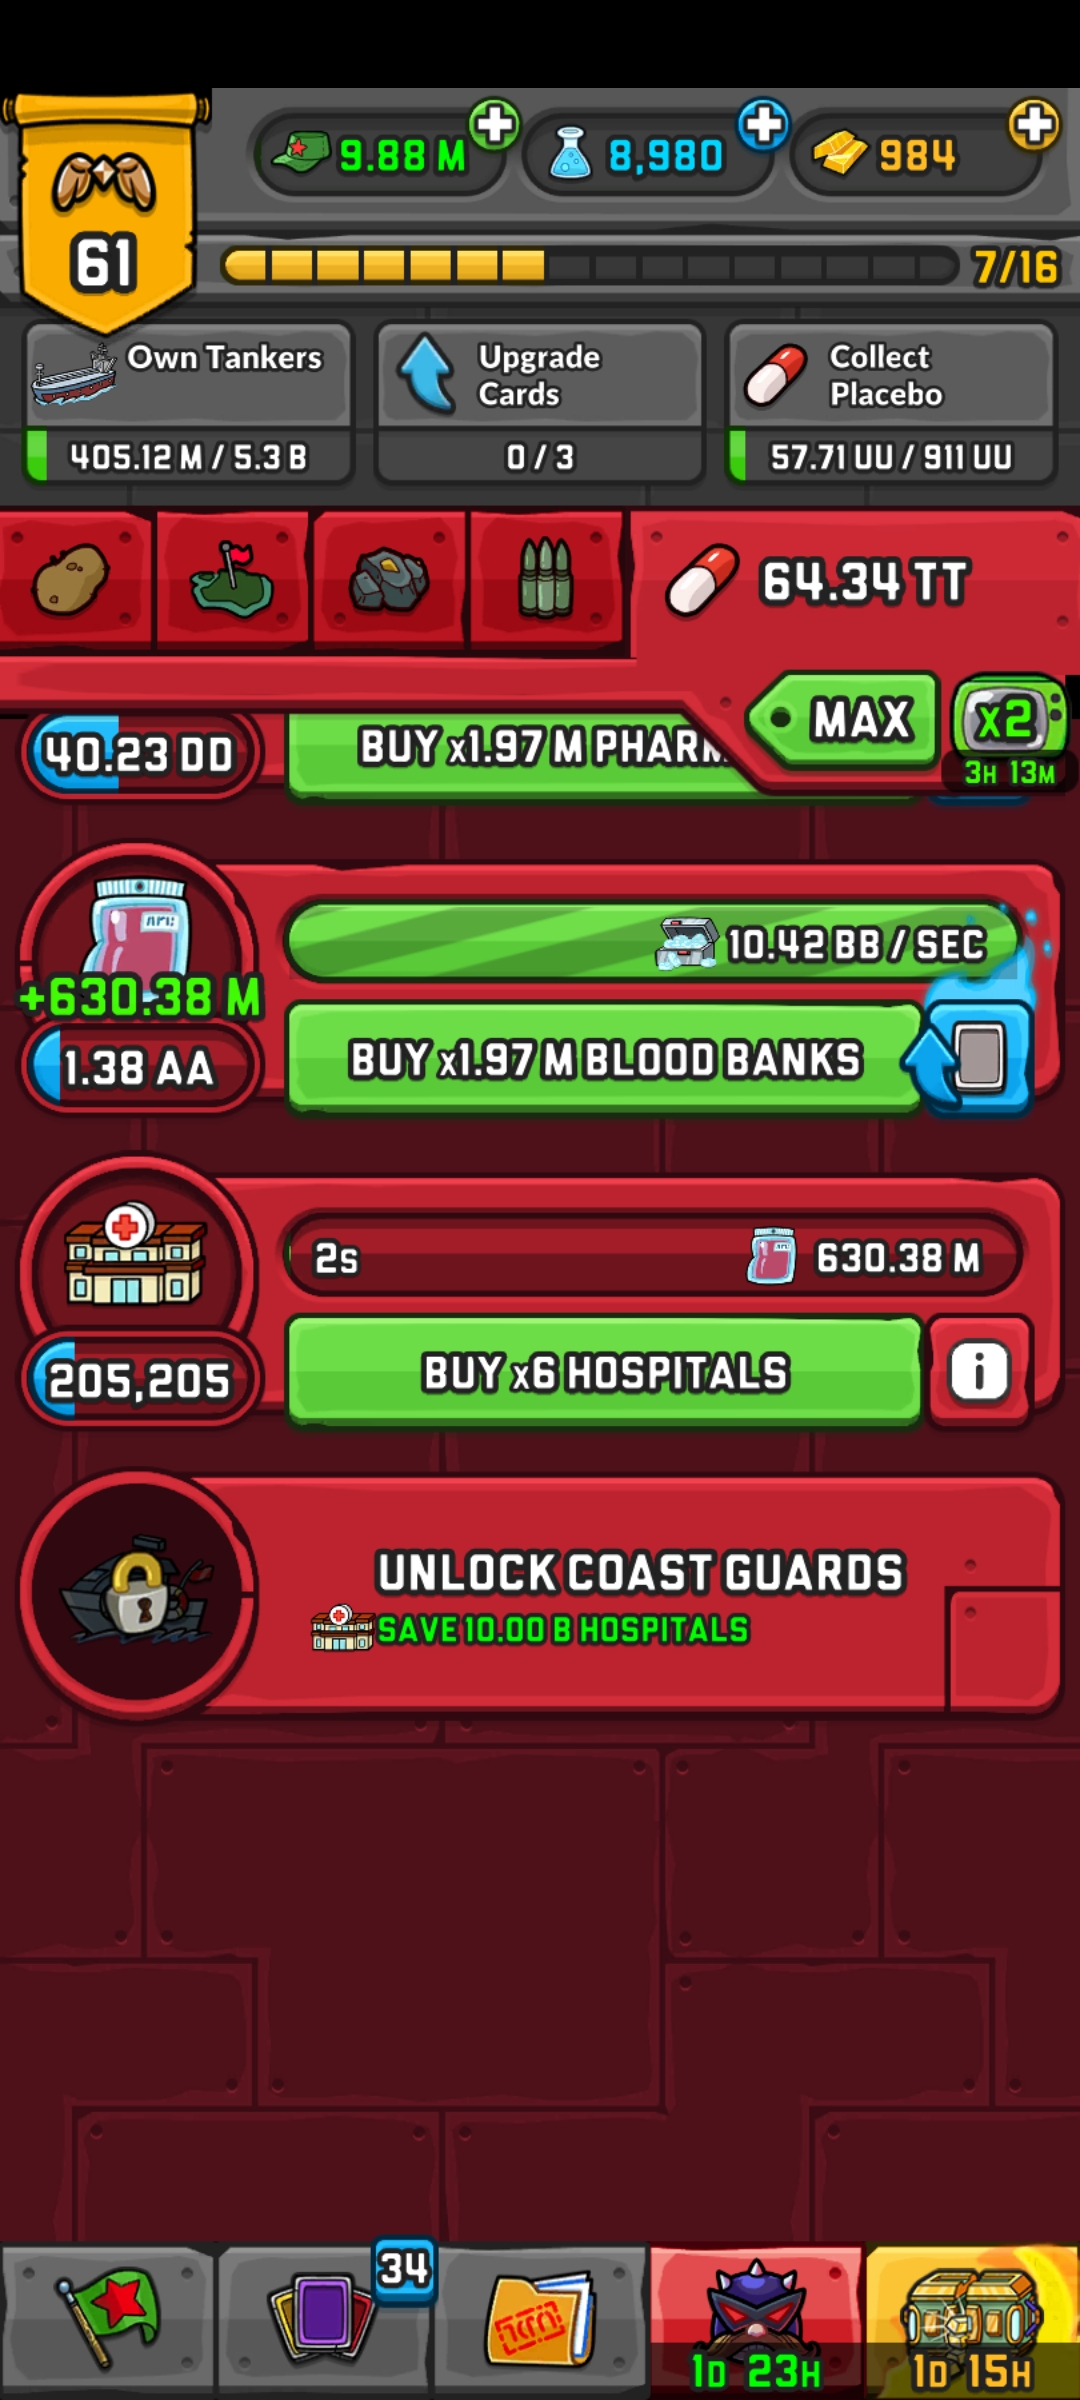 9.88 M
8,980
984
61
7/16
Own Tankers
405.12 M / 5.3 B
Upgrade
Cards
0 / 3
Collect
Placebo
57.71 UU / 911 UU
64.34 TT
MAX
x2
3H 13M
40.23 DD
BUY x1.97 M PHARM
10.42 BB / SEC
+630.38 M
1.38 AA
BUY x1.97 M BLOOD BANKS
2s
630.38 M
205,205
BUY x6 HOSPITALS
i
UNLOCK COAST GUARDS
SAVE 10.00 B HOSPITALS
34
1D 23H
1D 15H